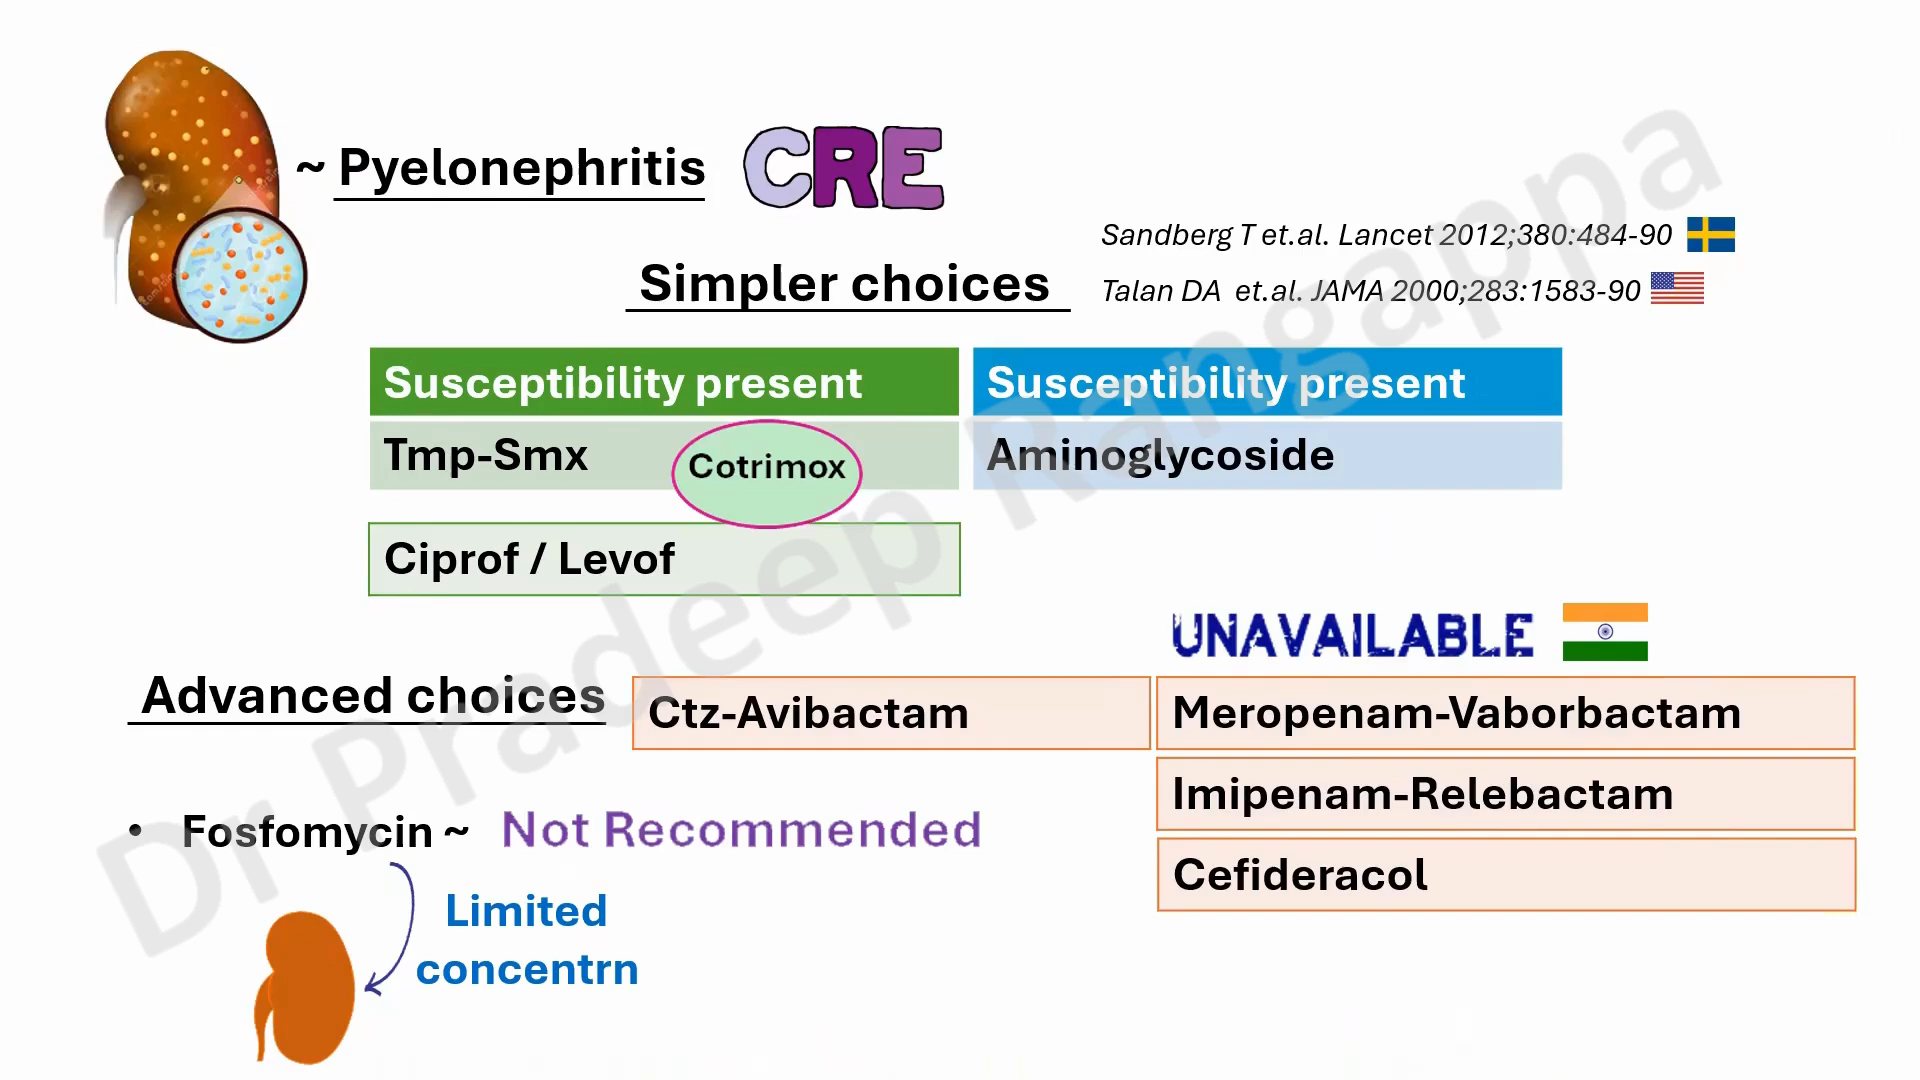 ~ Pyelonephritis CRE
Sandberg T et.al. Lancet 2012;380:484-90
Simpler choices
Talan DA et.al. JAMA 2000;283:1583-90
Susceptibility present
Susceptibility present
Tmp-Smx
Cotrimox
Aminoglycoside
Ciprof / Levof
UNAVAILABLE
Advanced choices
Ctz-Avibactam
Meropenam-Vaborbactam
Imipenam-Relebactam
• Fosfomycin ~ Not Recommended
Cefideracol
Limited
concentrn
Dr Pradeep Rangappa